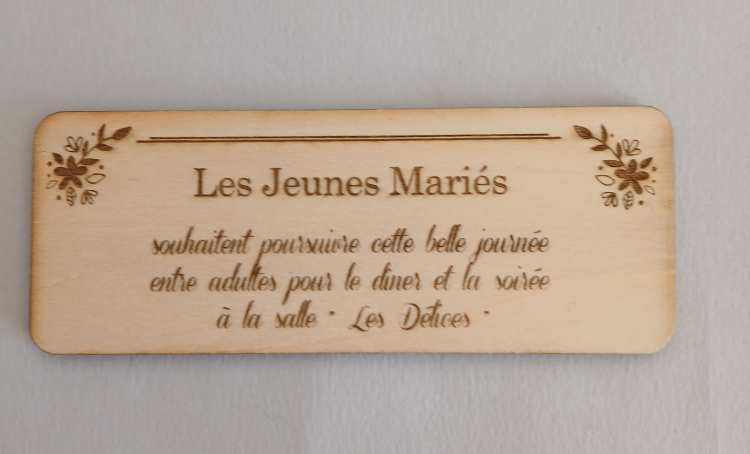 Les Jeunes Mariés
souhaitent poursuivre cette belle journée
entre adultes pour le dîner et la soirée
à la salle " Les Délices "